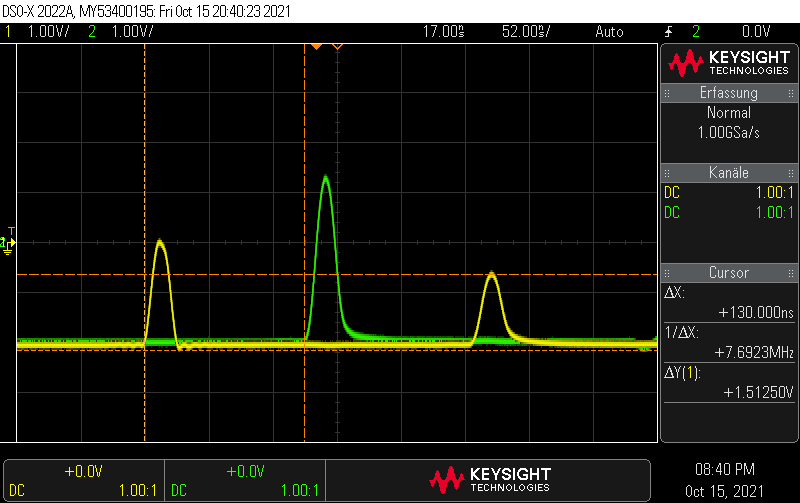 DSO-X 2022A, MY53400195: Fri Oct 15 20:40:23 2021
1 1.00V/ 2 1.00V/ 17.00s 52.00s/ Auto 2 0.0V
KEYSIGHT
TECHNOLOGIES
Erfassung
Normal
1.00GSa/s
Kanäle
DC 1.00:1
DC 1.00:1
Cursor
ΔX:
+130.000ns
1/ΔX:
+7.6923MHz
ΔY(1):
+1.51250V
T
2
+0.0V
DC 1.00:1
+0.0V
DC 1.00:1
KEYSIGHT
TECHNOLOGIES
08:40 PM
Oct 15, 2021